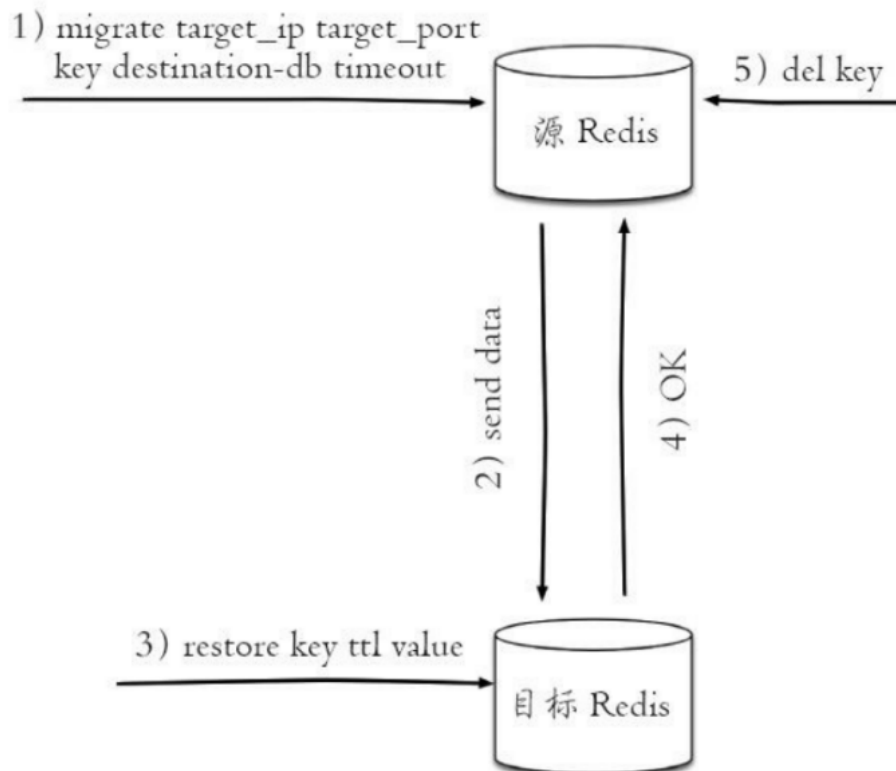 1) migrate target_ip target_port
key destination-db timeout
5) del key
源 Redis
2) send data
4) OK
3) restore key ttl value
目标 Redis